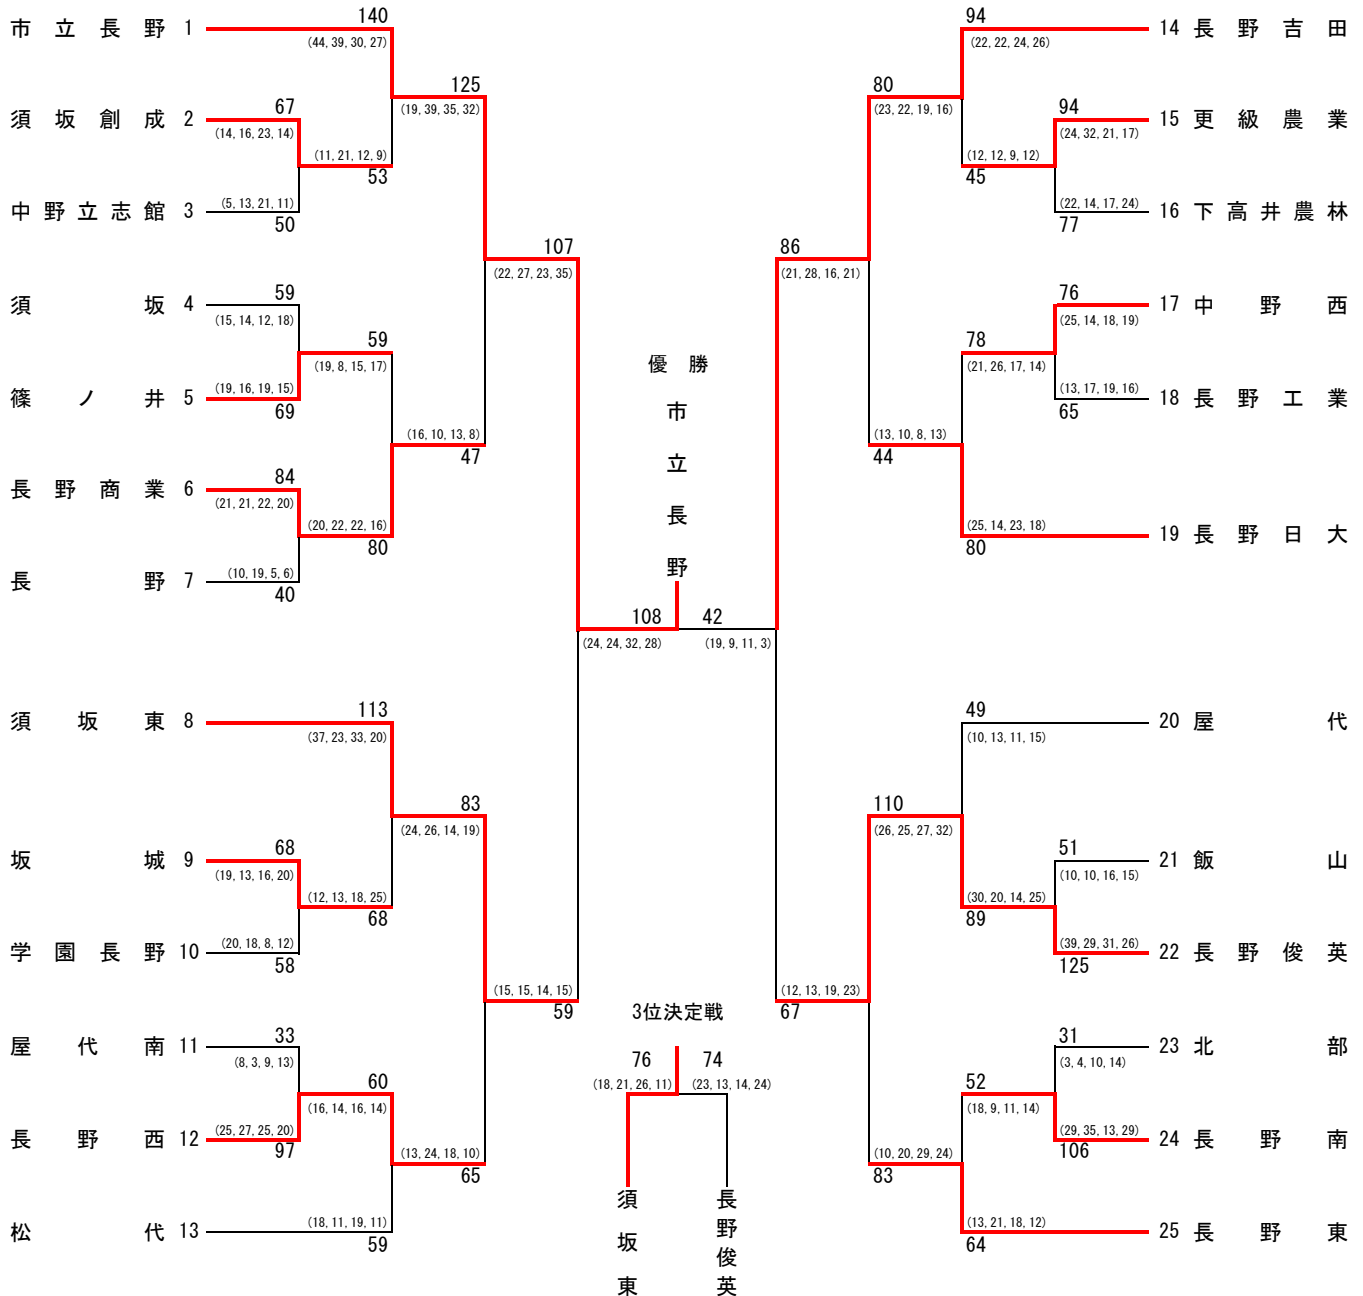 市立長野 1
140
(44, 39, 30, 27)
125
(19, 39, 35, 32)
須坂創成 2
67
(14, 16, 23, 14)
(11, 21, 12, 9)
53
中野立志館 3
(5, 13, 21, 11)
50
107
(22, 27, 23, 35)
須坂 4
59
(15, 14, 12, 18)
59
(19, 8, 15, 17)
篠ノ井 5
(19, 16, 19, 15)
69
(16, 10, 13, 8)
47
長野商業 6
84
(21, 21, 22, 20)
(20, 22, 22, 16)
80
長野 7
(10, 19, 5, 6)
40
108
(24, 24, 32, 28)
須坂東 8
113
(37, 23, 33, 20)
83
(24, 26, 14, 19)
坂城 9
68
(19, 13, 16, 20)
(12, 13, 18, 25)
68
学園長野 10
(20, 18, 8, 12)
58
(15, 15, 14, 15)
59
屋代南 11
33
(8, 3, 9, 13)
60
(16, 14, 16, 14)
長野西 12
(25, 27, 25, 20)
97
(13, 24, 18, 10)
65
松代 13
(18, 11, 19, 11)
59
優勝
市立長野
42
(19, 9, 11, 3)
3位決定戦
76
(18, 21, 26, 11)
74
(23, 13, 14, 24)
須坂東
長野俊英
94
(22, 22, 24, 26)
14 長野吉田
80
(23, 22, 19, 16)
94
(24, 32, 21, 17)
15 更級農業
(12, 12, 9, 12)
45
(22, 14, 17, 24)
77
16 下高井農林
86
(21, 28, 16, 21)
76
(25, 14, 18, 19)
17 中野西
78
(21, 26, 17, 14)
(13, 17, 19, 16)
65
18 長野工業
(13, 10, 8, 13)
44
(25, 14, 23, 18)
80
19 長野日大
49
(10, 13, 11, 15)
20 屋代
110
(26, 25, 27, 32)
51
(10, 10, 16, 15)
21 飯山
(30, 20, 14, 25)
89
(39, 29, 31, 26)
125
22 長野俊英
(12, 13, 19, 23)
67
31
(3, 4, 10, 14)
23 北部
52
(18, 9, 11, 14)
(29, 35, 13, 29)
106
24 長野南
(10, 20, 29, 24)
83
(13, 21, 18, 12)
64
25 長野東